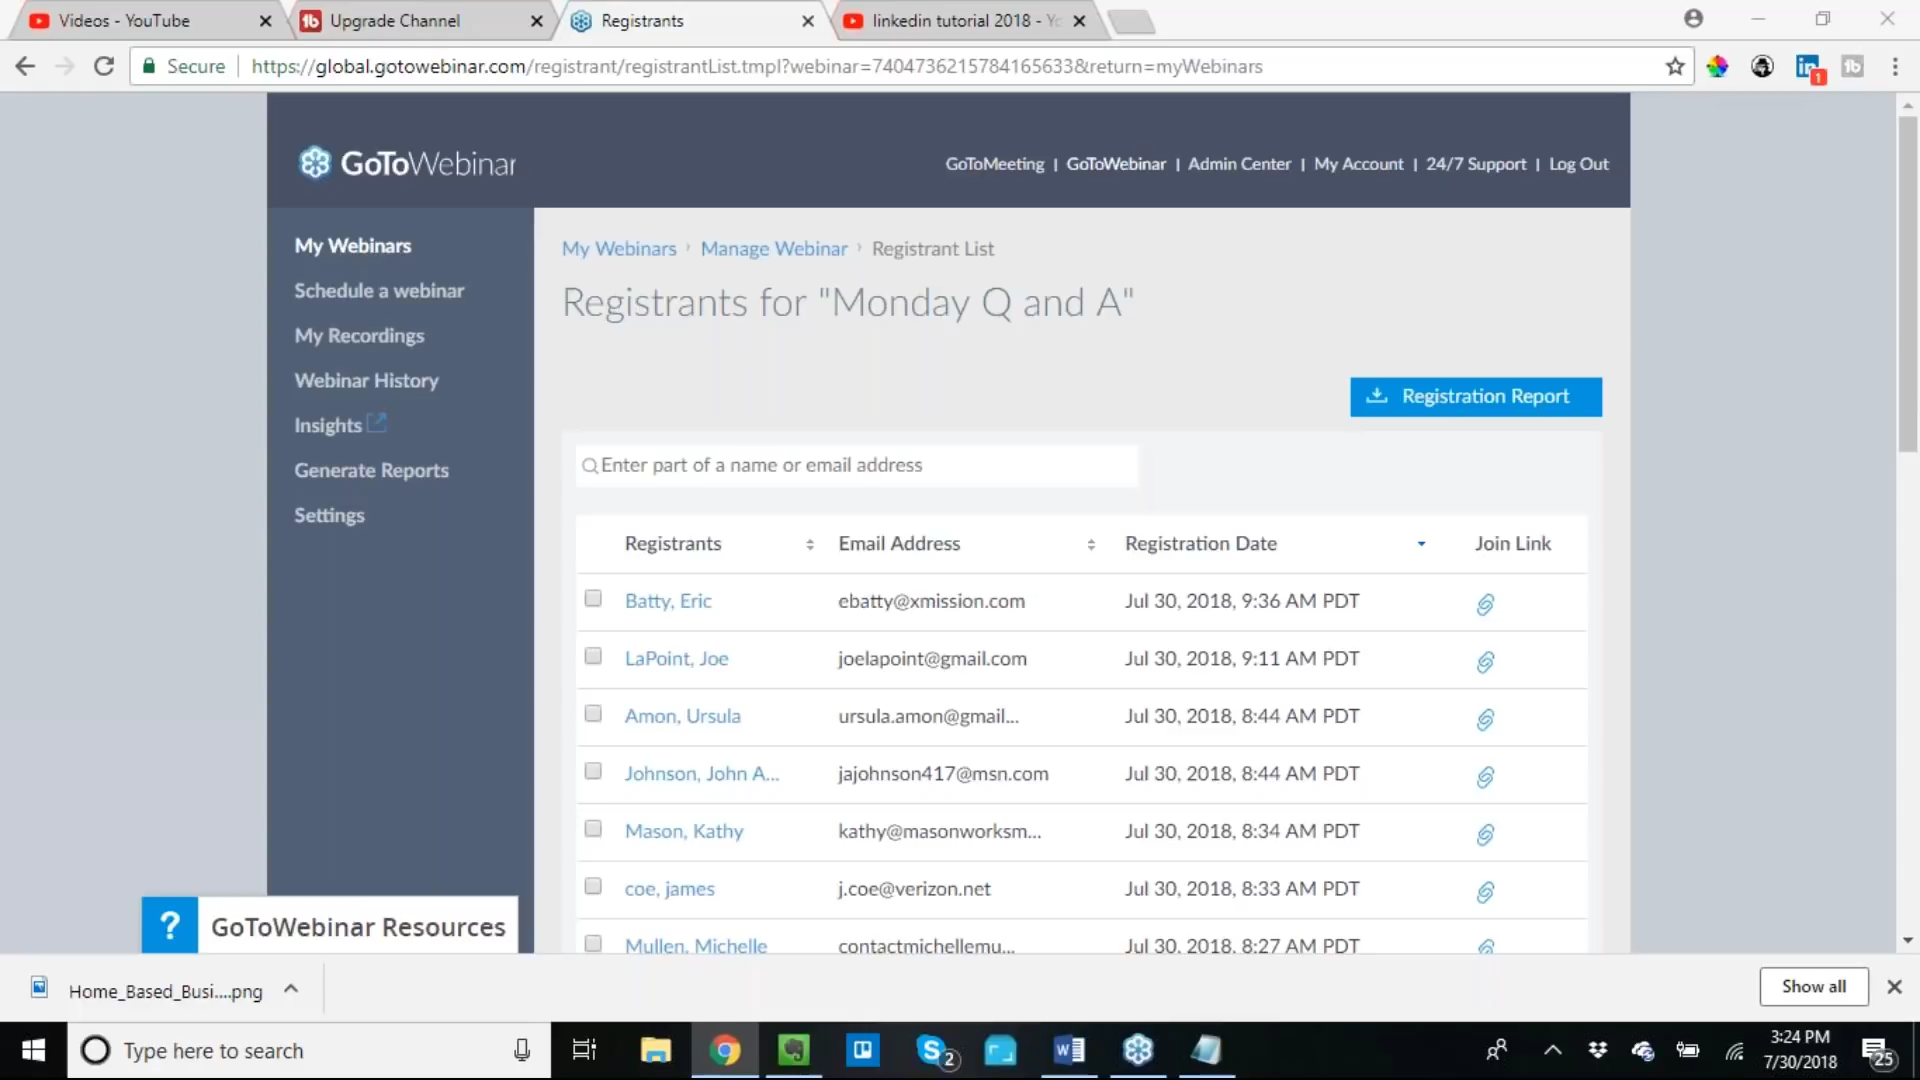 Videos - YouTube
Upgrade Channel
Registrants
linkedin tutorial 2018 - Yo
Secure
https://global.gotowebinar.com/registrant/registrantList.tmpl?webinar=7404736215784165633&return=myWebinars
1
GoToWebinar
GoToMeeting | GoToWebinar | Admin Center | My Account | 24/7 Support | Log Out
My Webinars
Schedule a webinar
My Recordings
Webinar History
Insights
Generate Reports
Settings
My Webinars › Manage Webinar › Registrant List
Registrants for "Monday Q and A"
Registration Report
Enter part of a name or email address
Registrants Email Address Registration Date Join Link
Batty, Eric ebatty@xmission.com Jul 30, 2018, 9:36 AM PDT
LaPoint, Joe joelapoint@gmail.com Jul 30, 2018, 9:11 AM PDT
Amon, Ursula ursula.amon@gmail... Jul 30, 2018, 8:44 AM PDT
Johnson, John A... jajohnson417@msn.com Jul 30, 2018, 8:44 AM PDT
Mason, Kathy kathy@masonworksm... Jul 30, 2018, 8:34 AM PDT
coe, james j.coe@verizon.net Jul 30, 2018, 8:33 AM PDT
Mullen, Michelle contactmichellemu... Jul 30, 2018, 8:27 AM PDT
? GoToWebinar Resources
Home_Based_Busi....png
Show all
Type here to search
2
3:24 PM
7/30/2018
25